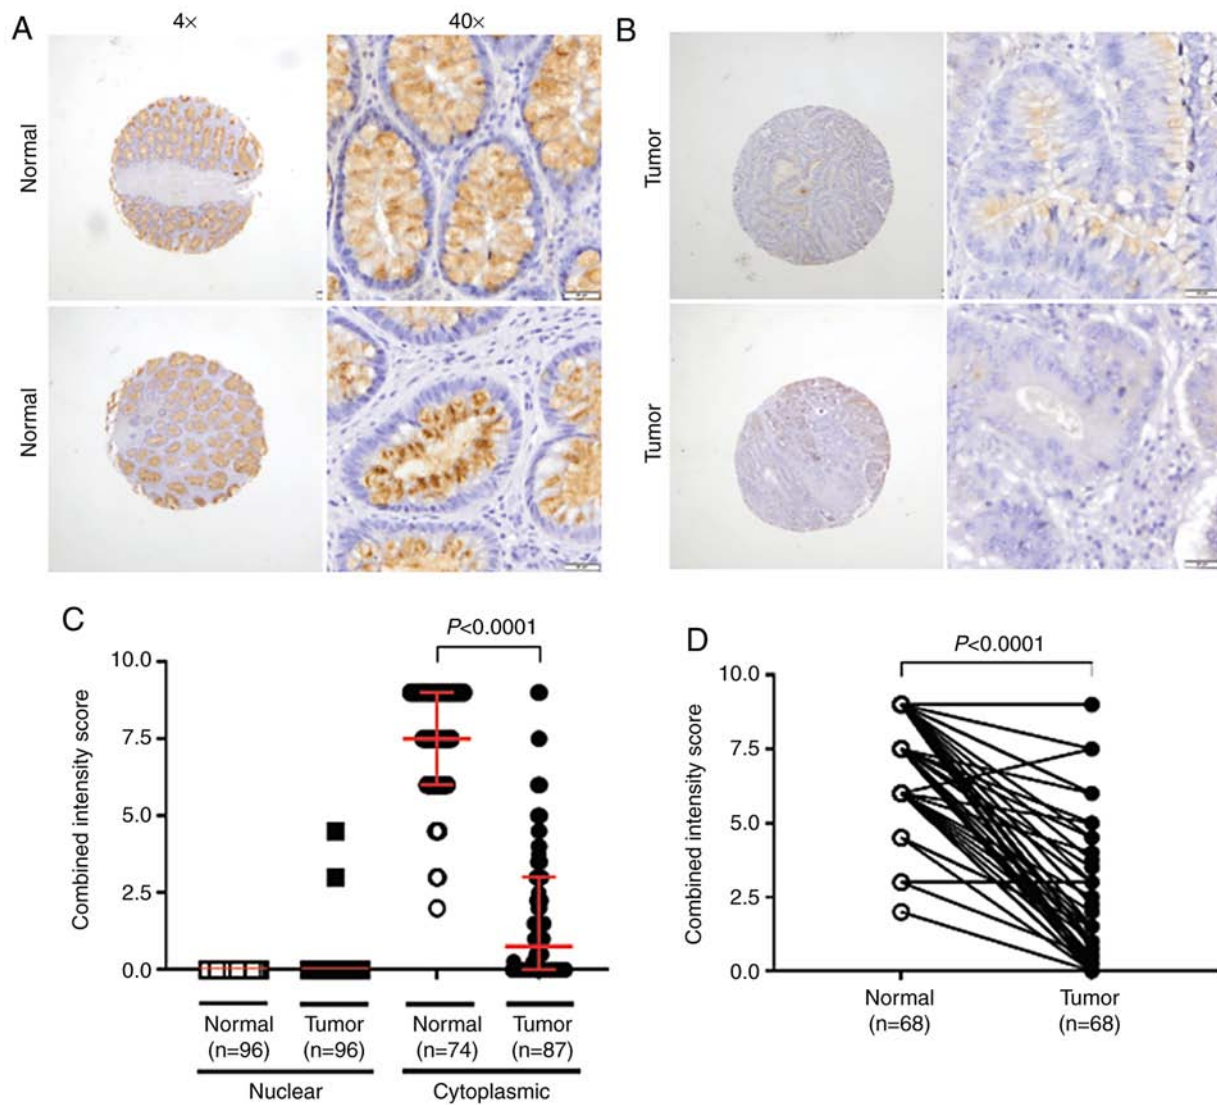 A
4×
40×
B
Normal
Tumor
Normal
Tumor
C
P<0.0001
Combined intensity score
10.0
7.5
5.0
2.5
0.0
Normal
(n=96)
Tumor
(n=96)
Normal
(n=74)
Tumor
(n=87)
Nuclear
Cytoplasmic
D
P<0.0001
Combined intensity score
10.0
7.5
5.0
2.5
0.0
Normal
(n=68)
Tumor
(n=68)